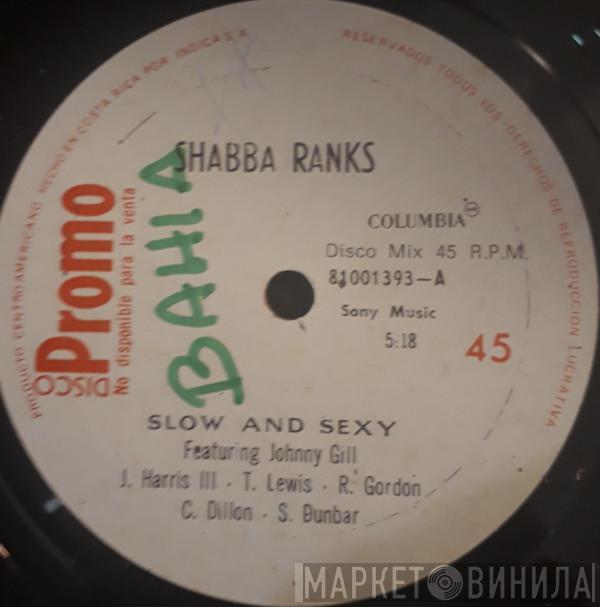 PRODUCTO CENTROAMERICANO HECHO EN COSTA RICA POR INDICA S A
RESERVADOS TODOS LOS DERECHOS DE REPRODUCCION LUCRATIVA
DISCO
Promo
No disponible para la venta
BAHIA
SHABBA RANKS
COLUMBIA
Disco Mix 45 R.P.M.
81001393-A
Sony Music
5:18
45
SLOW AND SEXY
Featuring Johnny Gill
J. Harris III - T. Lewis - R. Gordon
C. Dillon - S. Dunbar
МАРКЕТ ВИНИЛА